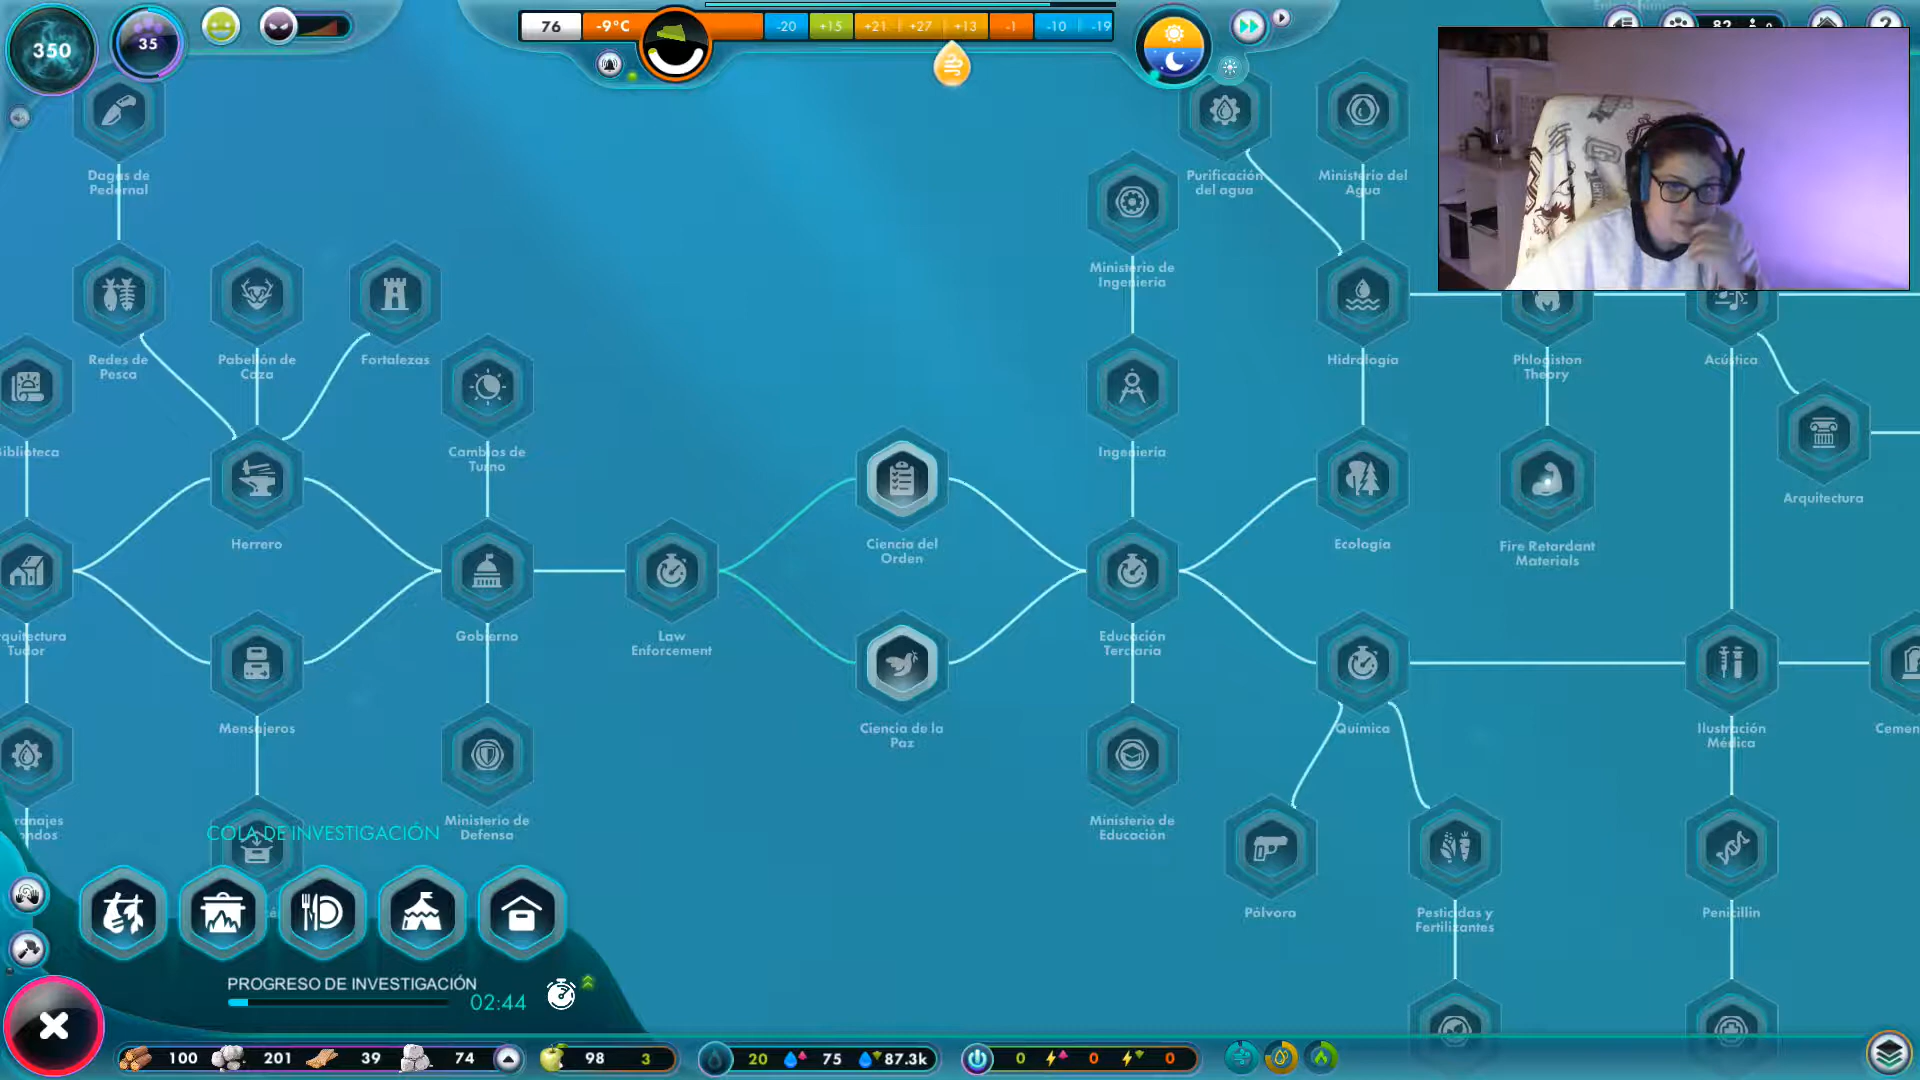 350
35
76
-9°C
-20
+15
+21
+27
+13
-1
-10
-19
82
Dagas de
Pedernal
Purificación
del agua
Ministerio del
Agua
Ministerio de
Ingeniería
Redes de
Pesca
Pabellón de
Caza
Fortalezas
Hidrología
Phlogiston
Theory
Acústica
Cambios de
Turno
Ingeniería
Arquitectura
Herrero
Ciencia del
Orden
Ecología
Fire Retardant
Materials
Gobierno
Law
Enforcement
Educación
Terciaria
Tudor
Mensajeros
Ciencia de la
Paz
Química
Ilustración
Médica
Cemen
Ministerio de
Defensa
Ministerio de
Educación
COLA DE INVESTIGACIÓN
Pólvora
Pesticidas y
Fertilizantes
Penicillin
PROGRESO DE INVESTIGACIÓN
02:44
100
201
39
74
98
3
20
75
87.3k
0
0
0